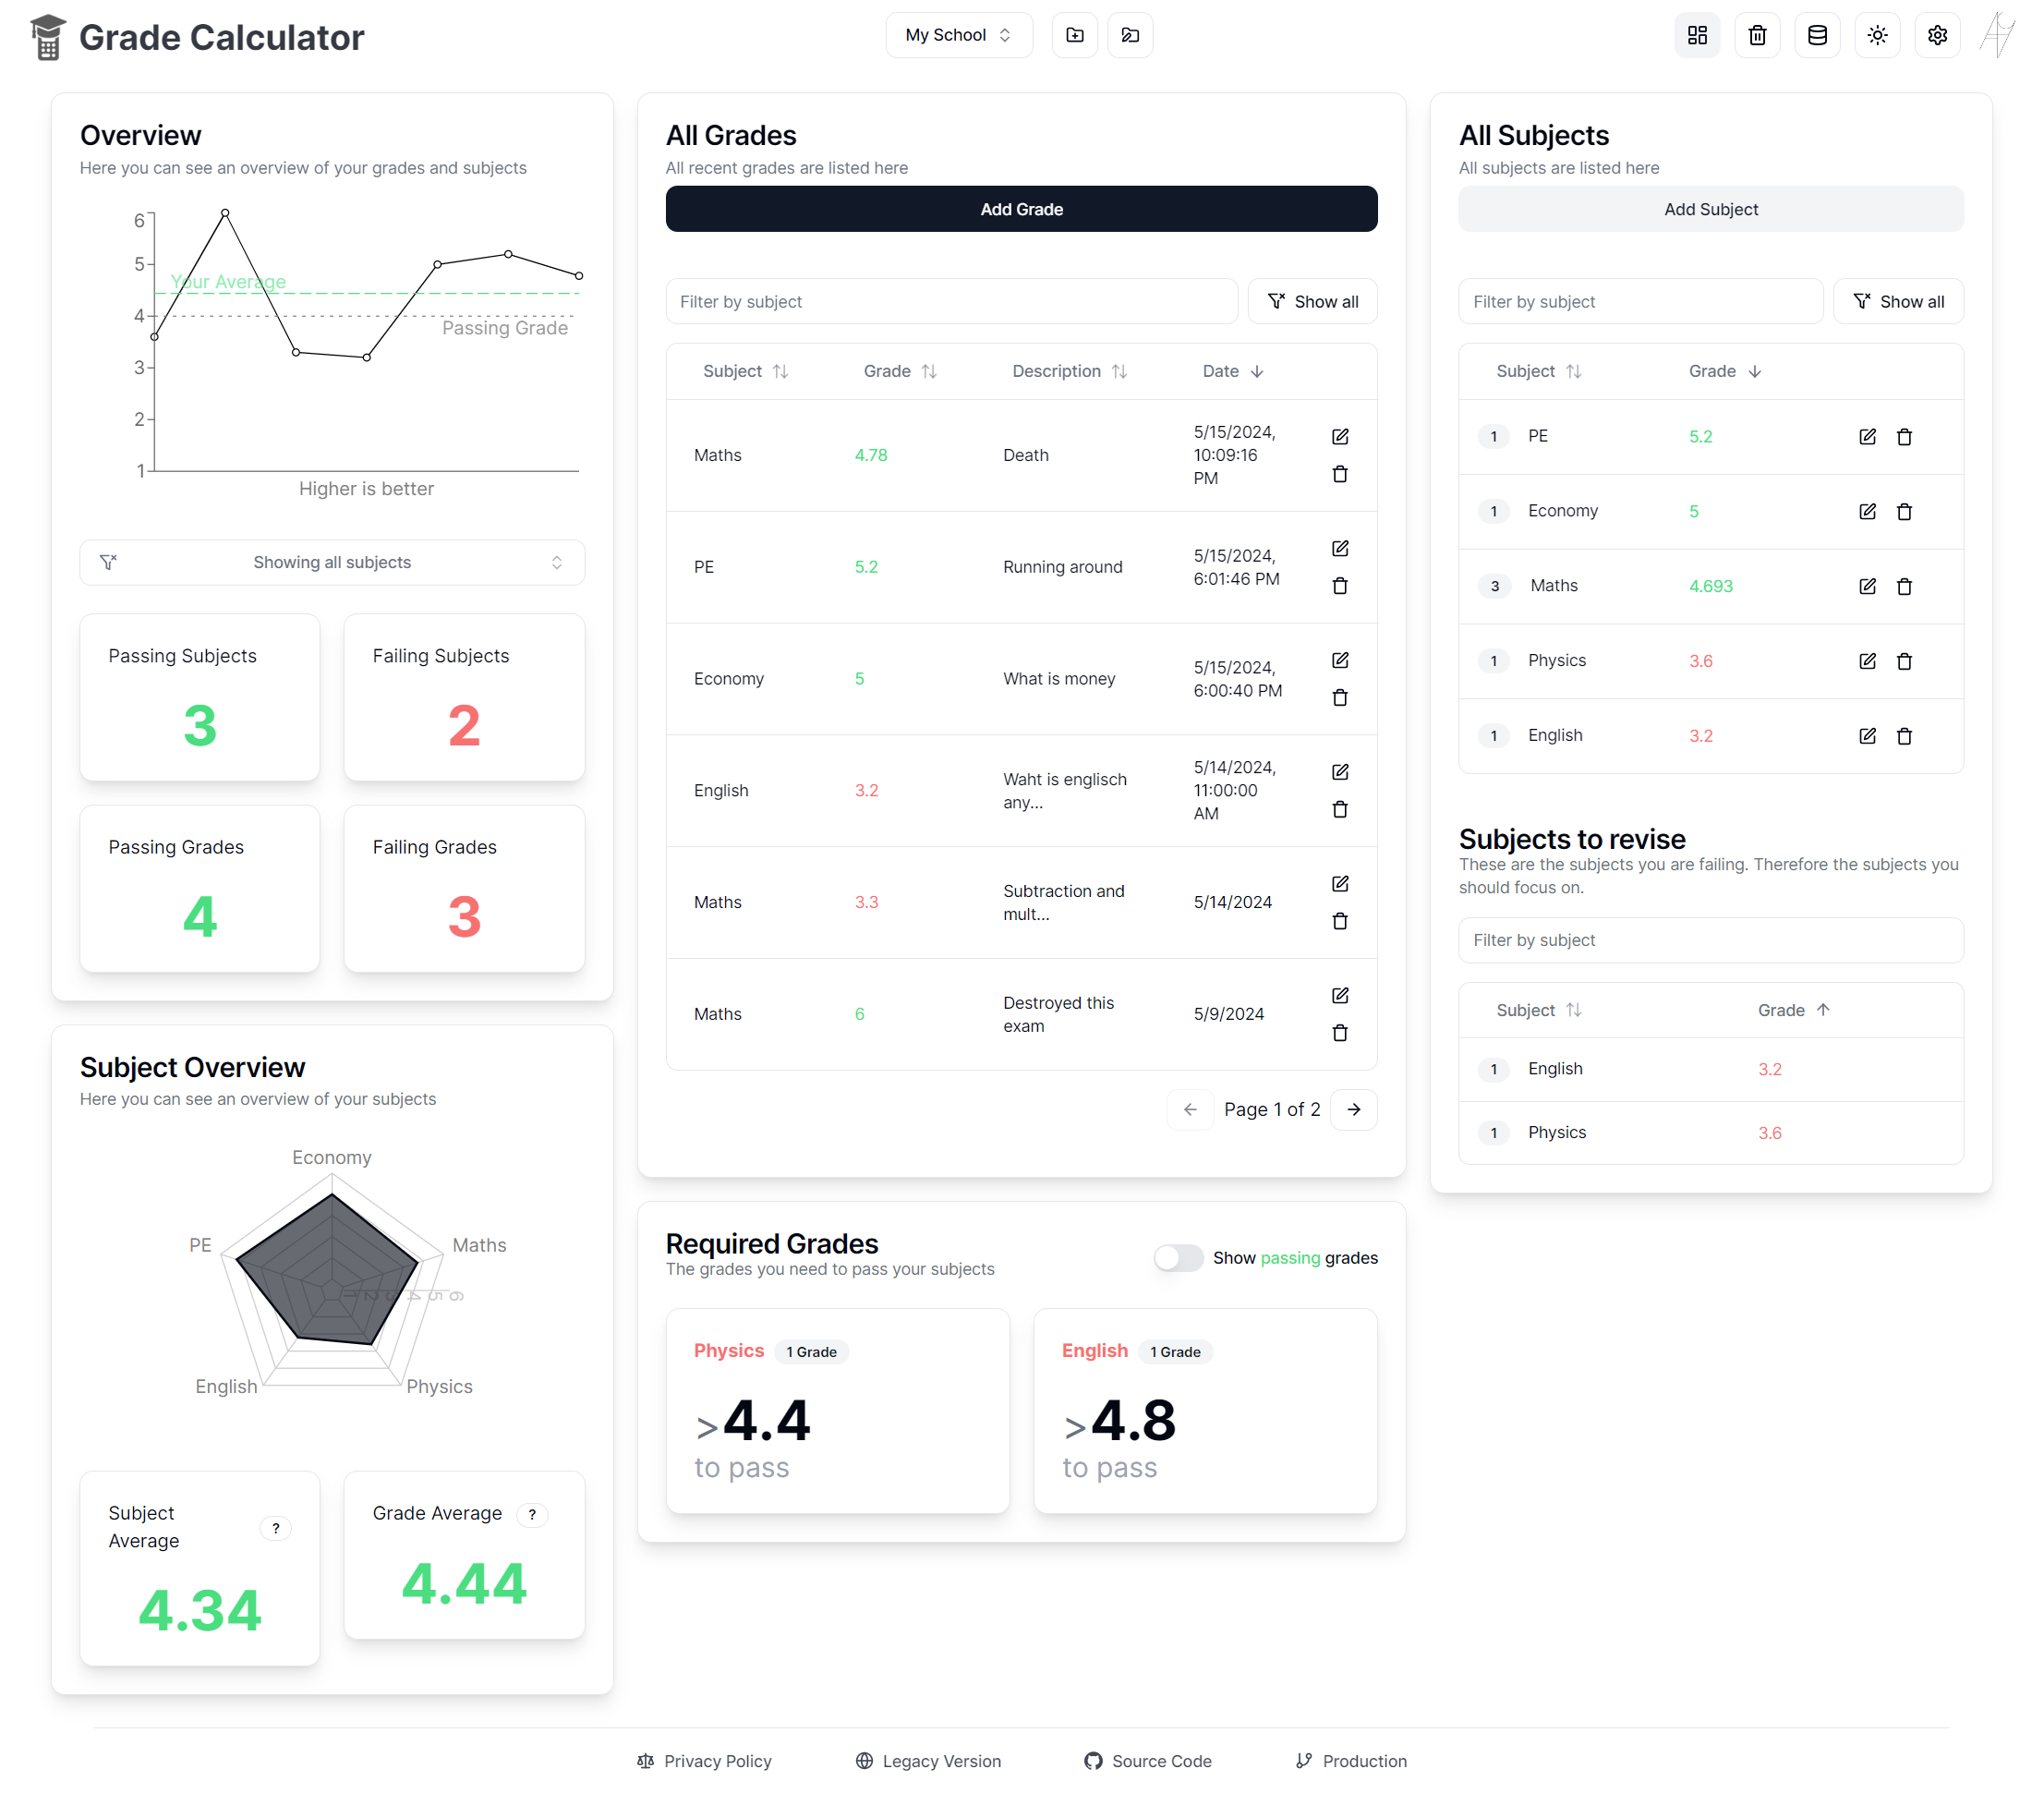 Grade Calculator
My School
Overview
Here you can see an overview of your grades and subjects
6
5
Your Average
4
Passing Grade
3
2
1
Higher is better
Showing all subjects
Passing Subjects
3
Failing Subjects
2
Passing Grades
4
Failing Grades
3
Subject Overview
Here you can see an overview of your subjects
Economy
PE
Maths
1 2 3 4 5 6
English
Physics
Subject
Average
?
4.34
Grade Average ?
4.44
All Grades
All recent grades are listed here
Add Grade
Filter by subject
Show all
Subject Grade Description Date
Maths 4.78 Death 5/15/2024,
10:09:16
PM
PE 5.2 Running around 5/15/2024,
6:01:46 PM
Economy 5 What is money 5/15/2024,
6:00:40 PM
English 3.2 Waht is englisch
any...
5/14/2024,
11:00:00
AM
Maths 3.3 Subtraction and
mult...
5/14/2024
Maths 6 Destroyed this
exam
5/9/2024
Page 1 of 2
Required Grades
The grades you need to pass your subjects
Show passing grades
Physics 1 Grade
>4.4
to pass
English 1 Grade
>4.8
to pass
All Subjects
All subjects are listed here
Add Subject
Filter by subject
Show all
Subject Grade
1 PE 5.2
1 Economy 5
3 Maths 4.693
1 Physics 3.6
1 English 3.2
Subjects to revise
These are the subjects you are failing. Therefore the subjects you
should focus on.
Filter by subject
Subject Grade
1 English 3.2
1 Physics 3.6
Privacy Policy
Legacy Version
Source Code
Production